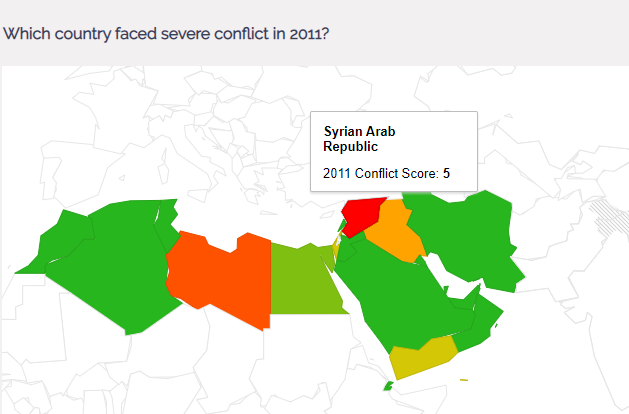 Which country faced severe conflict in 2011?
Syrian Arab
Republic
2011 Conflict Score: 5